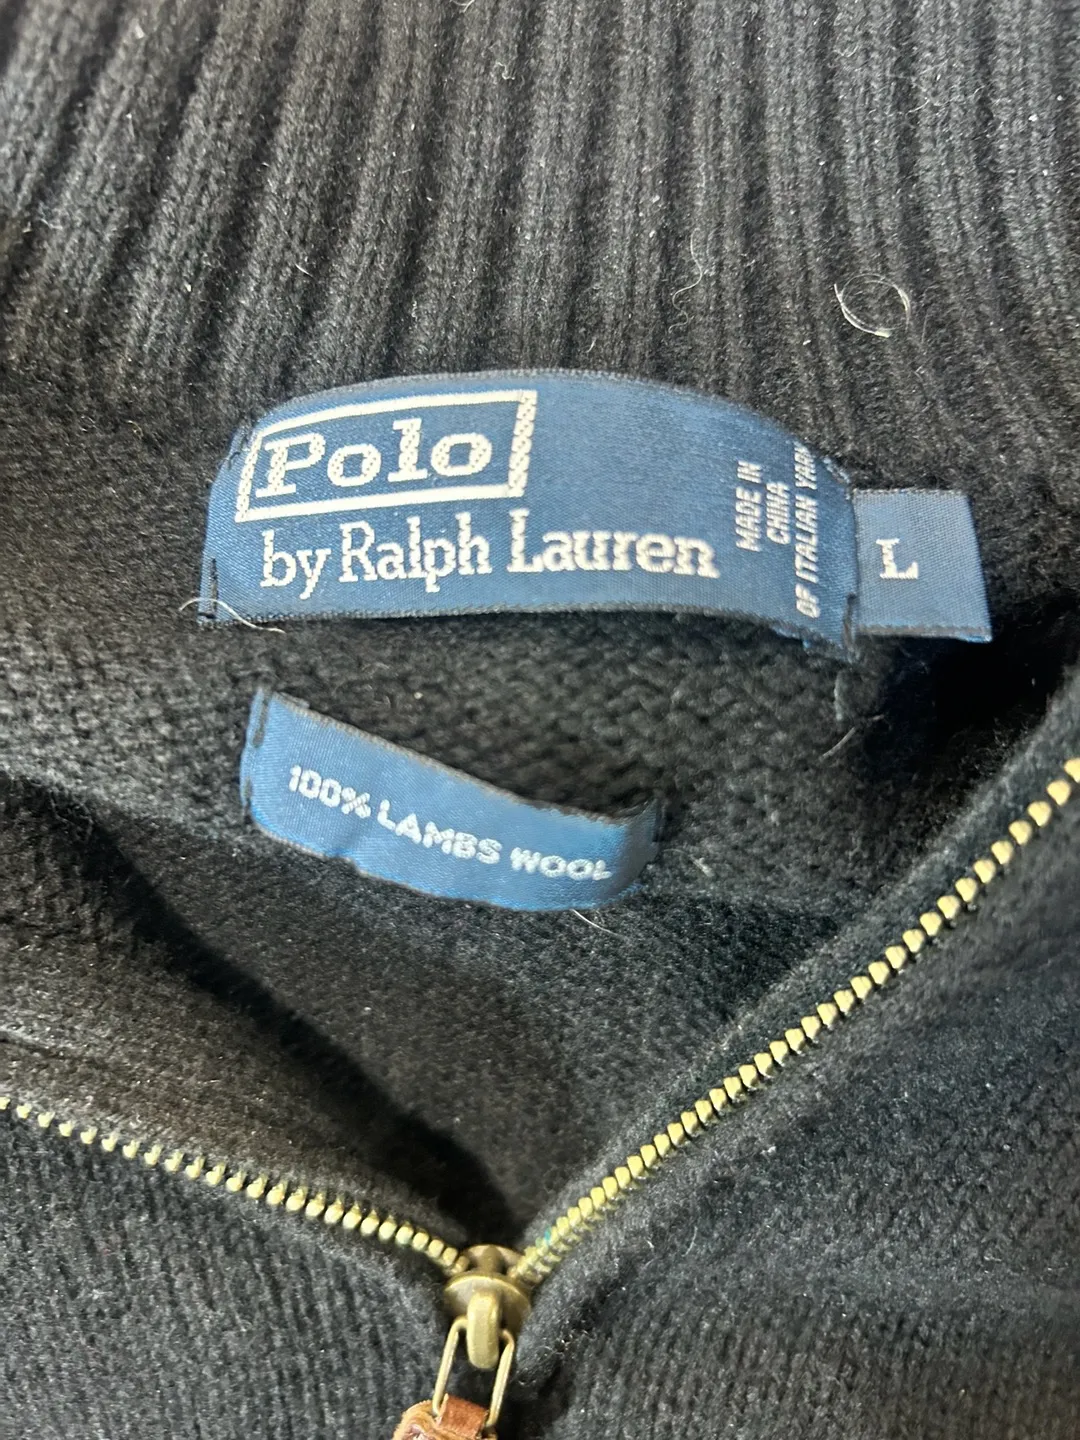 Polo
by Ralph Lauren
MADE IN
CHINA
OF ITALIAN YARN
L
100% LAMBS WOOL